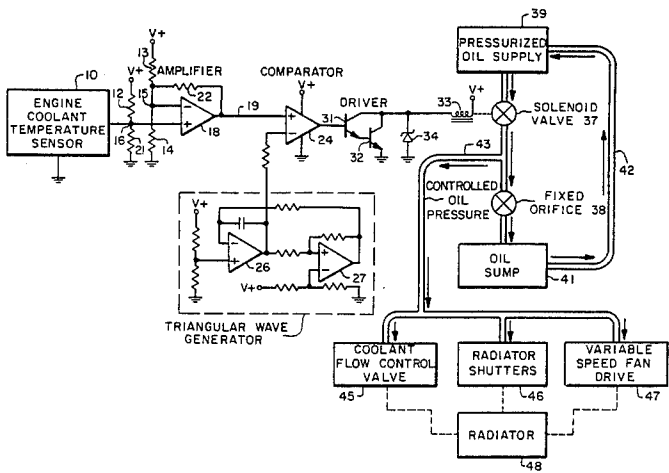 39
PRESSURIZED
OIL SUPPLY
V+
13
V+
AMPLIFIER
10
ENGINE
COOLANT
TEMPERATURE
SENSOR
12
15
22
−
+
18
16
21
14
19
COMPARATOR
V+
+
−
24
DRIVER
31
32
34
33
V+
SOLENOID
VALVE 37
43
42
CONTROLLED
OIL
PRESSURE
FIXED
ORIFICE 38
OIL
SUMP
41
V+
−
+
26
+
−
27
V+
TRIANGULAR WAVE
GENERATOR
COOLANT
FLOW CONTROL
VALVE
45
RADIATOR
SHUTTERS
46
VARIABLE
SPEED FAN
DRIVE
47
RADIATOR
48